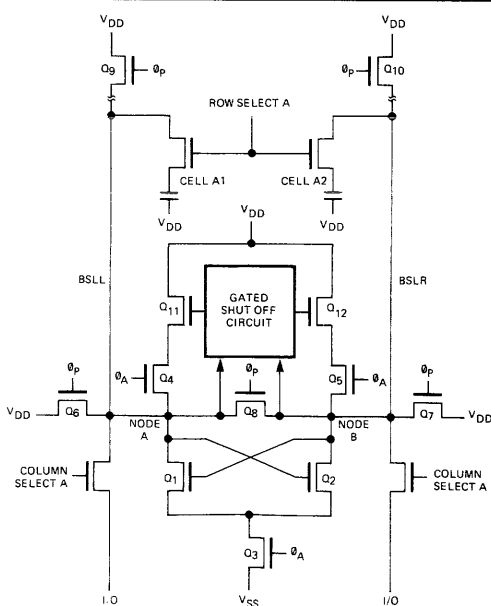 VDD VDD
Q9 ØP ØP Q10
ROW SELECT A
CELL A1 CELL A2
VDD VDD
VDD
BSLL BSLR
Q11 GATED SHUT OFF CIRCUIT Q12
ØA Q4 Q5 ØA
ØP ØP ØP
VDD Q6 NODE A Q8 NODE B Q7 VDD
COLUMN SELECT A Q1 Q2 COLUMN SELECT A
Q3 ØA
I/O VSS I/O